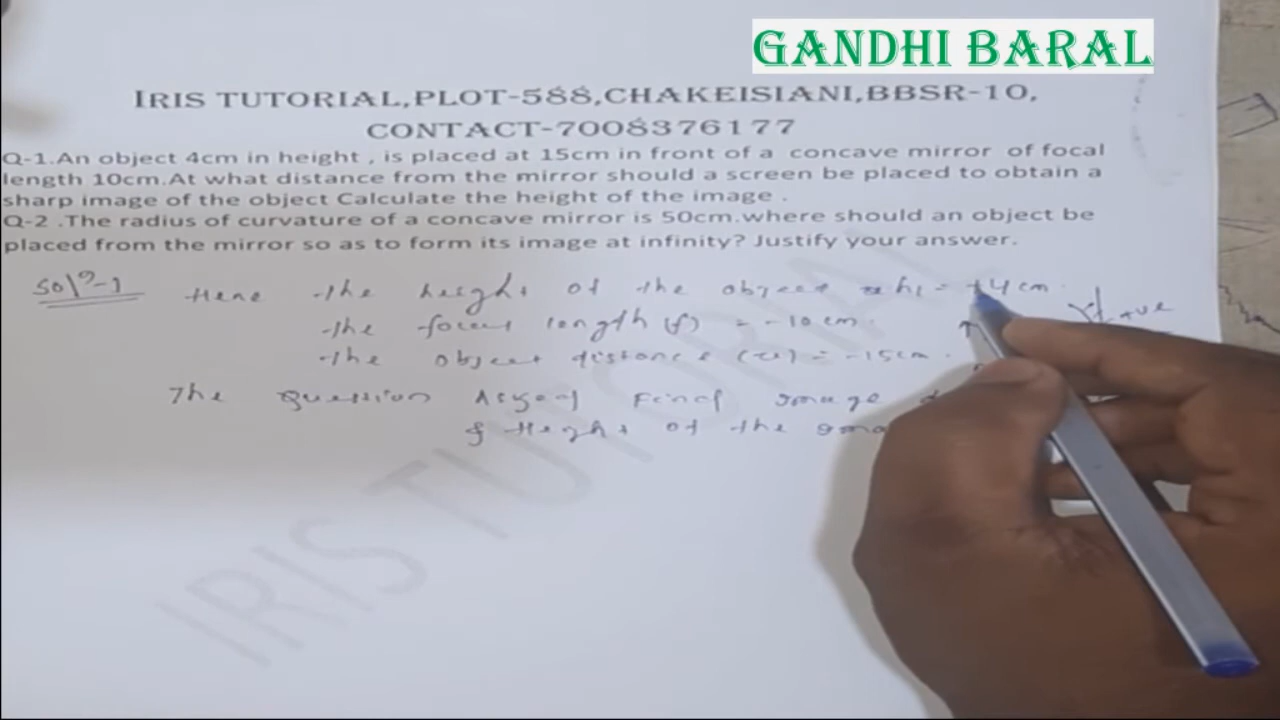 GANDHI BARAL
IRIS TUTORIAL,PLOT-588,CHAKEISIANI,BBSR-10,
CONTACT-7008376177
Q-1.An object 4cm in height , is placed at 15cm in front of a concave mirror of focal
length 10cm.At what distance from the mirror should a screen be placed to obtain a
sharp image of the object Calculate the height of the image .
Q-2 .The radius of curvature of a concave mirror is 50cm.where should an object be
placed from the mirror so as to form its image at infinity? Justify your answer.
Soln-1 Here the height of the object = +4cm.
the focus length (f) = -10cm. +ve
the object distance (u) = -15cm.
The Question Asked Find Image
& Height of the
IRIS TUTORIAL